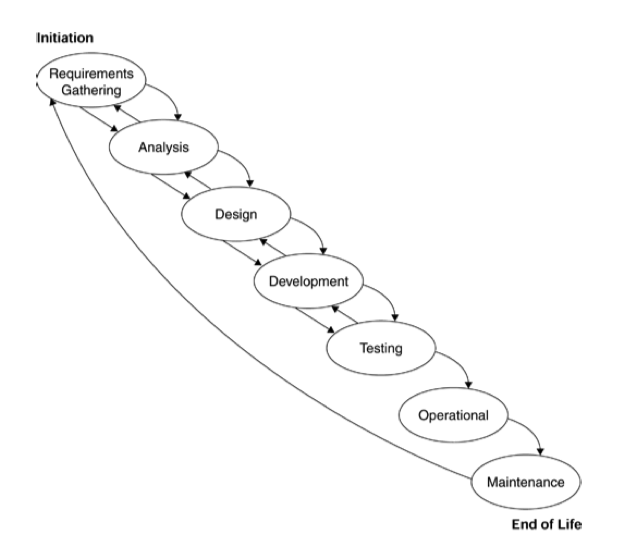 Initiation
Requirements
Gathering
Analysis
Design
Development
Testing
Operational
Maintenance
End of Life